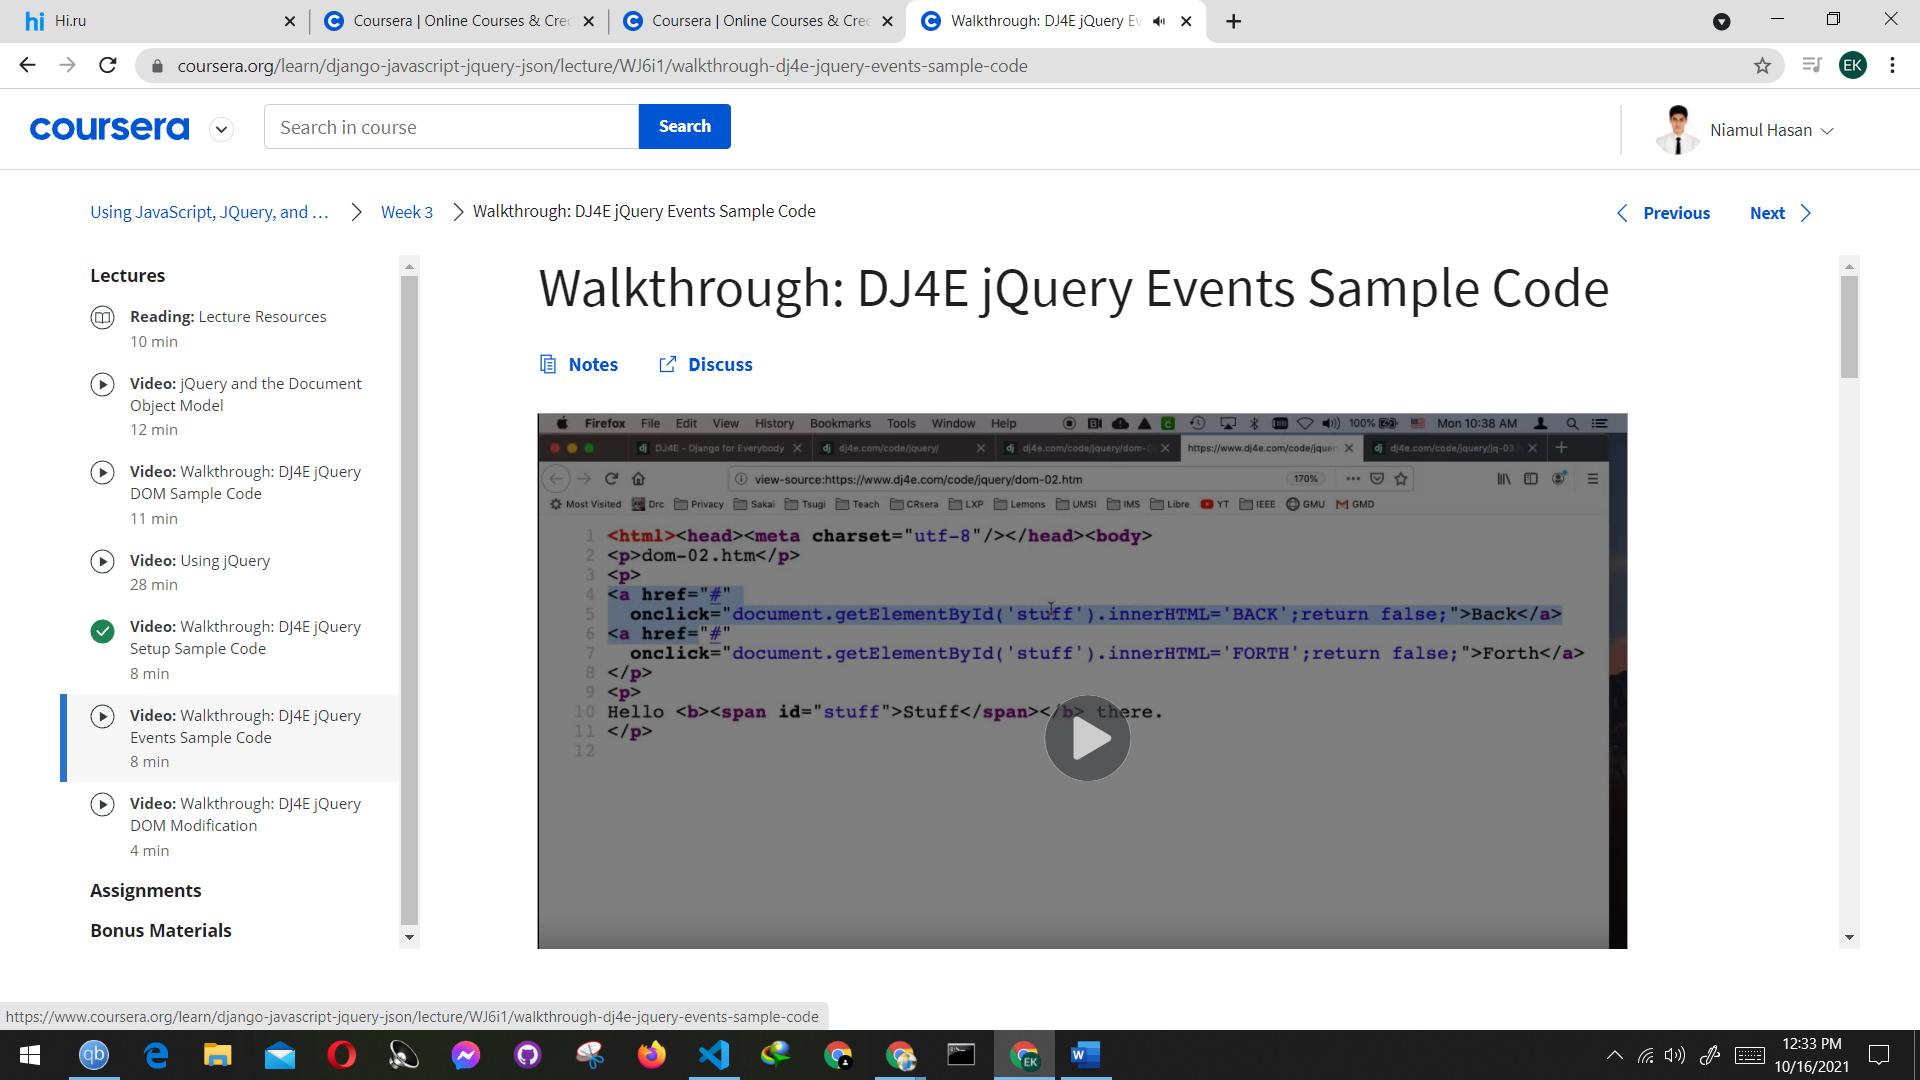 Hi.ru
Coursera | Online Courses & Cre
Coursera | Online Courses & Cre
Walkthrough: DJ4E jQuery Ev
coursera.org/learn/django-javascript-jquery-json/lecture/WJ6i1/walkthrough-dj4e-jquery-events-sample-code
EK
coursera
Search in course
Search
Niamul Hasan
Using JavaScript, JQuery, and ...
Week 3
Walkthrough: DJ4E jQuery Events Sample Code
Previous
Next
Lectures
Reading: Lecture Resources
10 min
Video: jQuery and the Document
Object Model
12 min
Video: Walkthrough: DJ4E jQuery
DOM Sample Code
11 min
Video: Using jQuery
28 min
Video: Walkthrough: DJ4E jQuery
Setup Sample Code
8 min
Video: Walkthrough: DJ4E jQuery
Events Sample Code
8 min
Video: Walkthrough: DJ4E jQuery
DOM Modification
4 min
Assignments
Bonus Materials
Walkthrough: DJ4E jQuery Events Sample Code
Notes
Discuss
Firefox File Edit View History Bookmarks Tools Window Help 100% Mon 10:38 AM
dj DJ4E - Django for Everybody
dj dj4e.com/code/jquery/
dj dj4e.com/code/jquery/dom-
https://www.dj4e.com/code/jquer
dj dj4e.com/code/jquery/jq-03.
view-source:https://www.dj4e.com/code/jquery/dom-02.htm 170%
Most Visited Drc Privacy Sakai Tsugi Teach CRsera LXP Lemons UMSI IMS Libre YT IEEE GMU GMD
1 <html><head><meta charset="utf-8"/></head><body>
2 <p>dom-02.htm</p>
3 <p>
4 <a href="#"
5 onclick="document.getElementById('stuff').innerHTML='BACK';return false;">Back</a>
6 <a href="#"
7 onclick="document.getElementById('stuff').innerHTML='FORTH';return false;">Forth</a>
8 </p>
9 <p>
10 Hello <b><span id="stuff">Stuff</span></b> there.
11 </p>
12
https://www.coursera.org/learn/django-javascript-jquery-json/lecture/WJ6i1/walkthrough-dj4e-jquery-events-sample-code
qb
EK
W
12:33 PM
10/16/2021